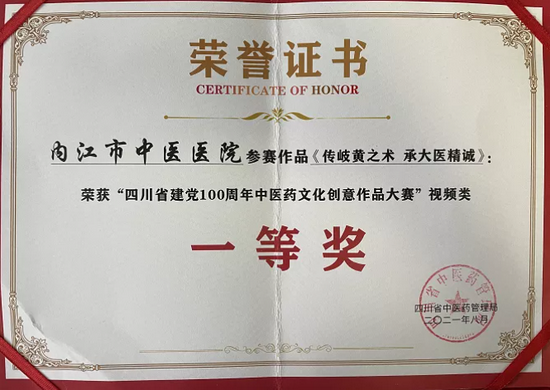 荣誉证书
CERTIFICATE OF HONOR
内江市中医医院参赛作品《传岐黄之术 承大医精诚》：
荣获“四川省建党100周年中医药文化创意作品大赛”视频类
一等奖
四川省中医药管理局
二〇二一年八月